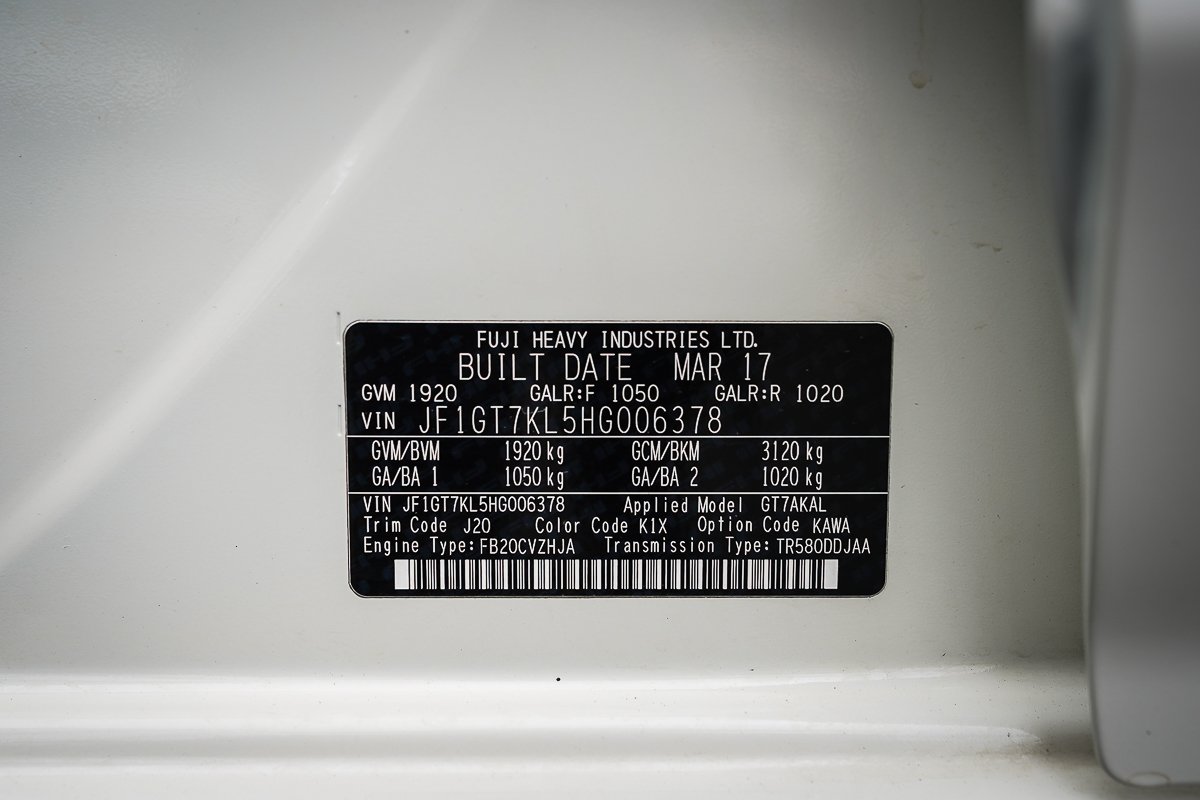 FUJI HEAVY INDUSTRIES LTD.
BUILT DATE MAR 17
GVM 1920 GALR:F 1050 GALR:R 1020
VIN JF1GT7KL5HG006378
GVM/BVM 1920 kg GCM/BKM 3120 kg
GA/BA 1 1050 kg GA/BA 2 1020 kg
VIN JF1GT7KL5HG006378 Applied Model GT7AKAL
Trim Code J20 Color Code K1X Option Code KAWA
Engine Type: FB20CVZHJA Transmission Type: TR580DDJAA